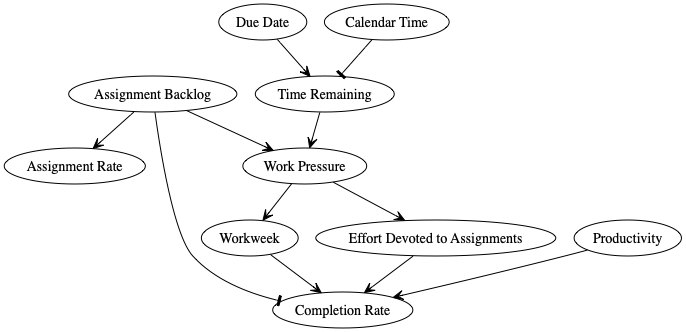 Due Date
Calendar Time
Assignment Backlog
Time Remaining
Assignment Rate
Work Pressure
Workweek
Effort Devoted to Assignments
Productivity
Completion Rate